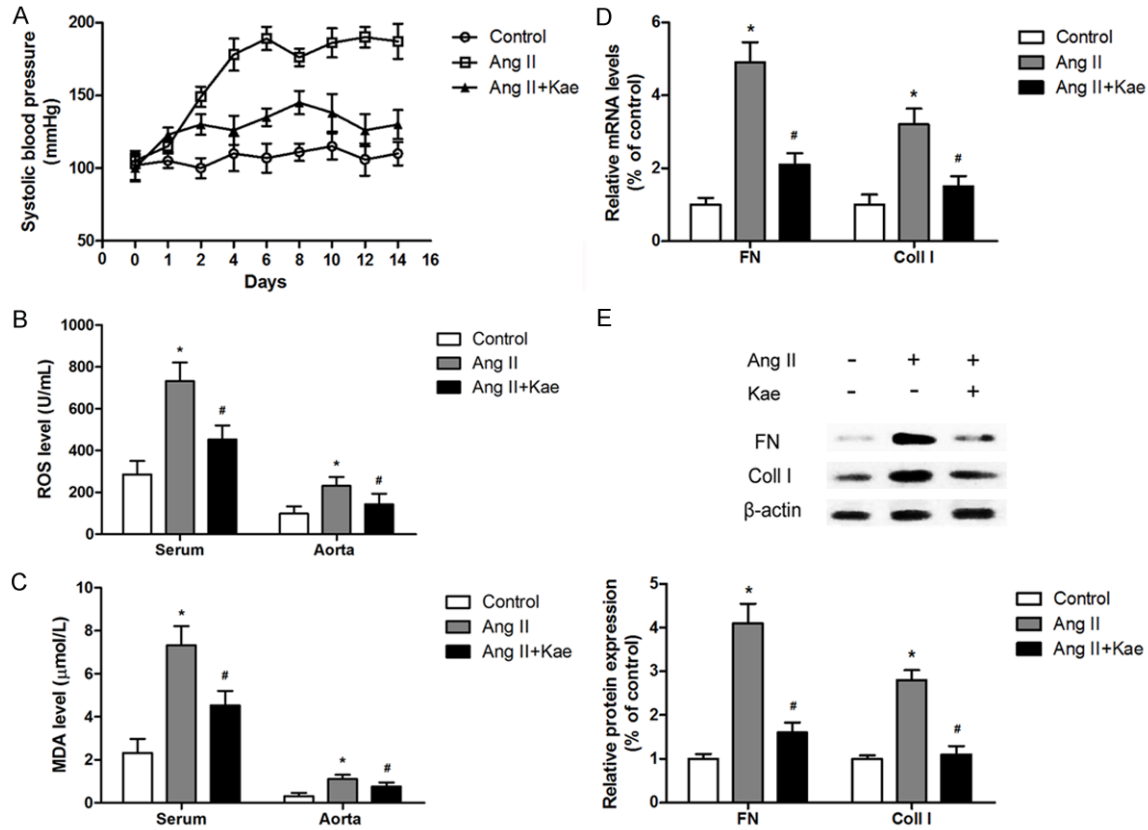 A
Systolic blood pressure
(mmHg)
200
150
100
50
0 0 1 2 4 6 8 10 12 14 16
Days
Control
Ang II
Ang II+Kae
B
ROS level (U/mL)
1000
800
600
400
200
0
* # * #
Serum Aorta
Control
Ang II
Ang II+Kae
C
MDA level (μmol/L)
10
8
6
4
2
0
* # * #
Serum Aorta
Control
Ang II
Ang II+Kae
D
Relative mRNA levels
(% of control)
6
4
2
0
* # * #
FN Coll I
Control
Ang II
Ang II+Kae
E
Ang II - + +
Kae - - +
FN
Coll I
β-actin
Relative protein expression
(% of control)
5
4
3
2
1
0
* # * #
FN Coll I
Control
Ang II
Ang II+Kae